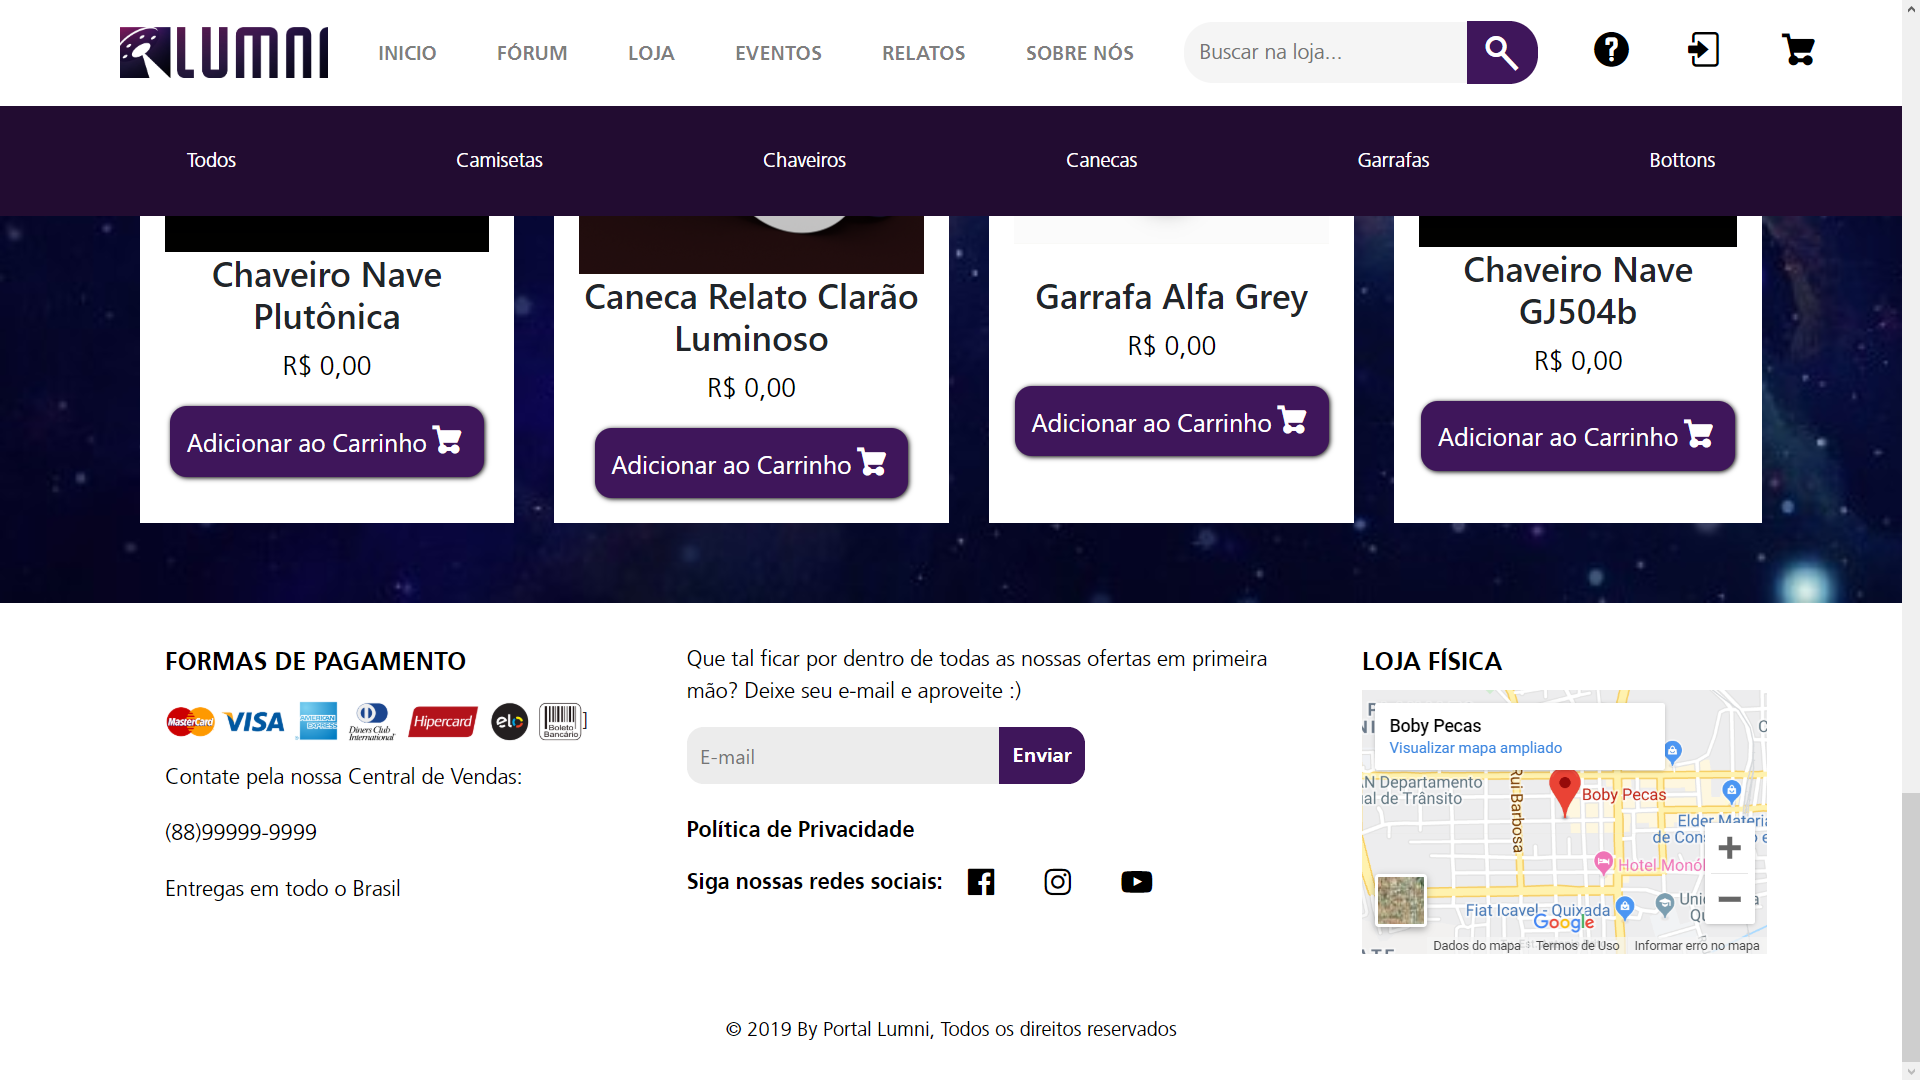 LUMNI
INICIO
FÓRUM
LOJA
EVENTOS
RELATOS
SOBRE NÓS
Buscar na loja...
Todos
Camisetas
Chaveiros
Canecas
Garrafas
Bottons
Chaveiro Nave
Plutônica
R$ 0,00
Adicionar ao Carrinho
Caneca Relato Clarão
Luminoso
R$ 0,00
Adicionar ao Carrinho
Garrafa Alfa Grey
R$ 0,00
Adicionar ao Carrinho
Chaveiro Nave
GJ504b
R$ 0,00
Adicionar ao Carrinho
FORMAS DE PAGAMENTO
MasterCard VISA AMERICAN EXPRESS Diners Club International Hipercard elo Boleto Bancário ]
Contate pela nossa Central de Vendas:
(88)99999-9999
Entregas em todo o Brasil
Que tal ficar por dentro de todas as nossas ofertas em primeira
mão? Deixe seu e-mail e aproveite :)
E-mail
Enviar
Política de Privacidade
Siga nossas redes sociais:
LOJA FÍSICA
Boby Pecas
Visualizar mapa ampliado
N Departamento
al de Trânsito
Rui Barbosa
Boby Pecas
Elder Materi
de Con
Hotel Monól
Fiat Icavel - Quixada
Uni
Qu
Google
Dados do mapa
Termos de Uso
Informar erro no mapa
© 2019 By Portal Lumni, Todos os direitos reservados